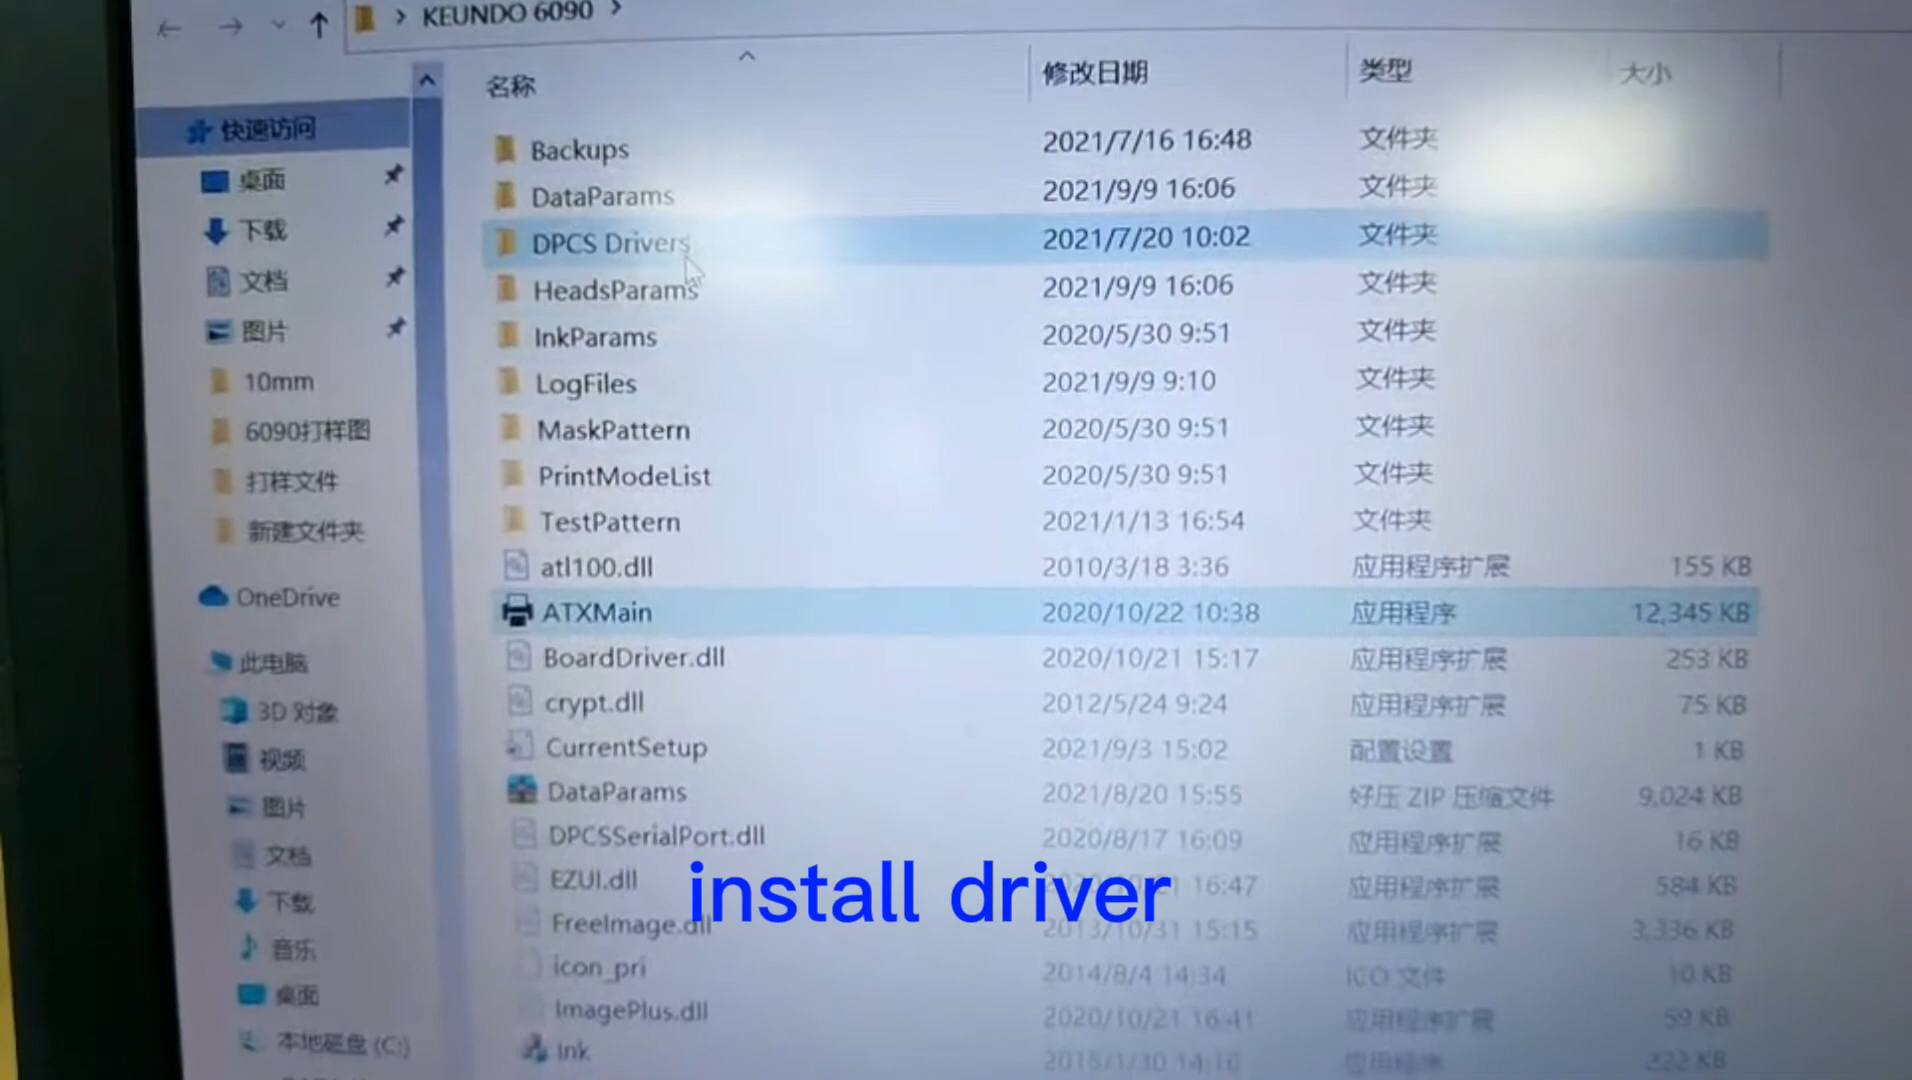 KEUNDO 6090
名称 修改日期 类型 大小
快速访问
桌面
下载
文档
图片
10mm
6090打样图
打样文件
新建文件夹
OneDrive
此电脑
3D 对象
视频
图片
文档
下载
音乐
桌面
本地磁盘 (C:)
Backups 2021/7/16 16:48 文件夹
DataParams 2021/9/9 16:06 文件夹
DPCS Drivers 2021/7/20 10:02 文件夹
HeadsParams 2021/9/9 16:06 文件夹
InkParams 2020/5/30 9:51 文件夹
LogFiles 2021/9/9 9:10 文件夹
MaskPattern 2020/5/30 9:51 文件夹
PrintModeList 2020/5/30 9:51 文件夹
TestPattern 2021/1/13 16:54 文件夹
atl100.dll 2010/3/18 3:36 应用程序扩展 155 KB
ATXMain 2020/10/22 10:38 应用程序 12,345 KB
BoardDriver.dll 2020/10/21 15:17 应用程序扩展 253 KB
crypt.dll 2012/5/24 9:24 应用程序扩展 75 KB
CurrentSetup 2021/9/3 15:02 配置设置 1 KB
DataParams 2021/8/20 15:55 好压 ZIP 压缩文件 9,024 KB
DPCSSerialPort.dll 2020/8/17 16:09 应用程序扩展 16 KB
EZUI.dll 16:47 应用程序扩展 584 KB
FreeImage.dll 2013/10/31 15:15 应用程序扩展 3,336 KB
icon_pri 2014/8/4 14:34 ICO 文件 10 KB
ImagePlus.dll 2020/10/21 16:41 应用程序扩展 59 KB
Ink 2015/1/30 14:16 应用程序 222 KB
install driver